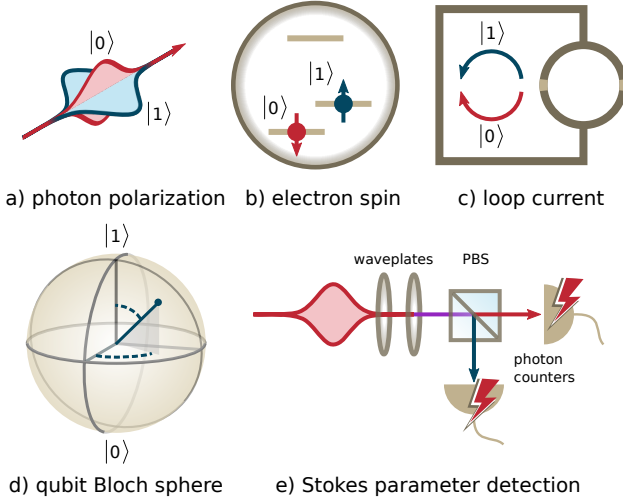 |0⟩
|1⟩
a) photon polarization
|1⟩
|0⟩
b) electron spin
|1⟩
|0⟩
c) loop current
|1⟩
|0⟩
d) qubit Bloch sphere
waveplates
PBS
photon
counters
e) Stokes parameter detection